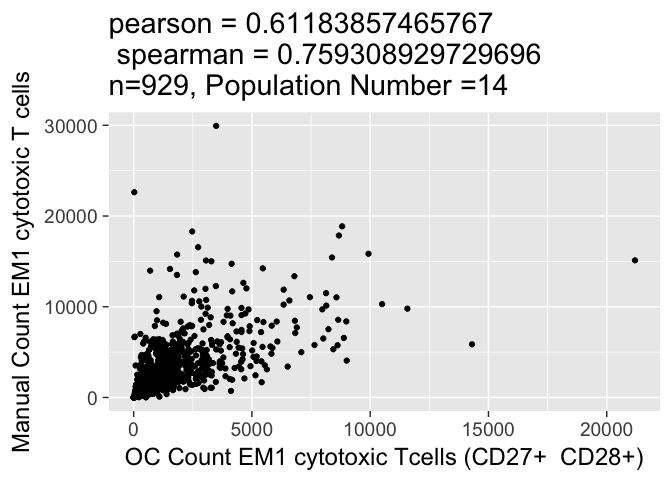 pearson = 0.61183857465767
spearman = 0.759308929729696
n=929, Population Number =14
Manual Count EM1 cytotoxic T cells
30000
20000
10000
0
0 5000 10000 15000 20000
OC Count EM1 cytotoxic Tcells (CD27+  CD28+)